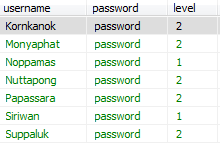 username password level
Kornkanok password 2
Monyaphat password 2
Noppamas password 1
Nuttapong password 2
Papassara password 2
Siriwan password 1
Suppaluk password 2